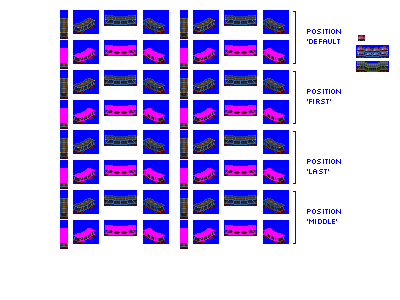 POSITION
'DEFAULT
POSITION
'FIRST'
POSITION
'LAST'
POSITION
'MIDDLE'